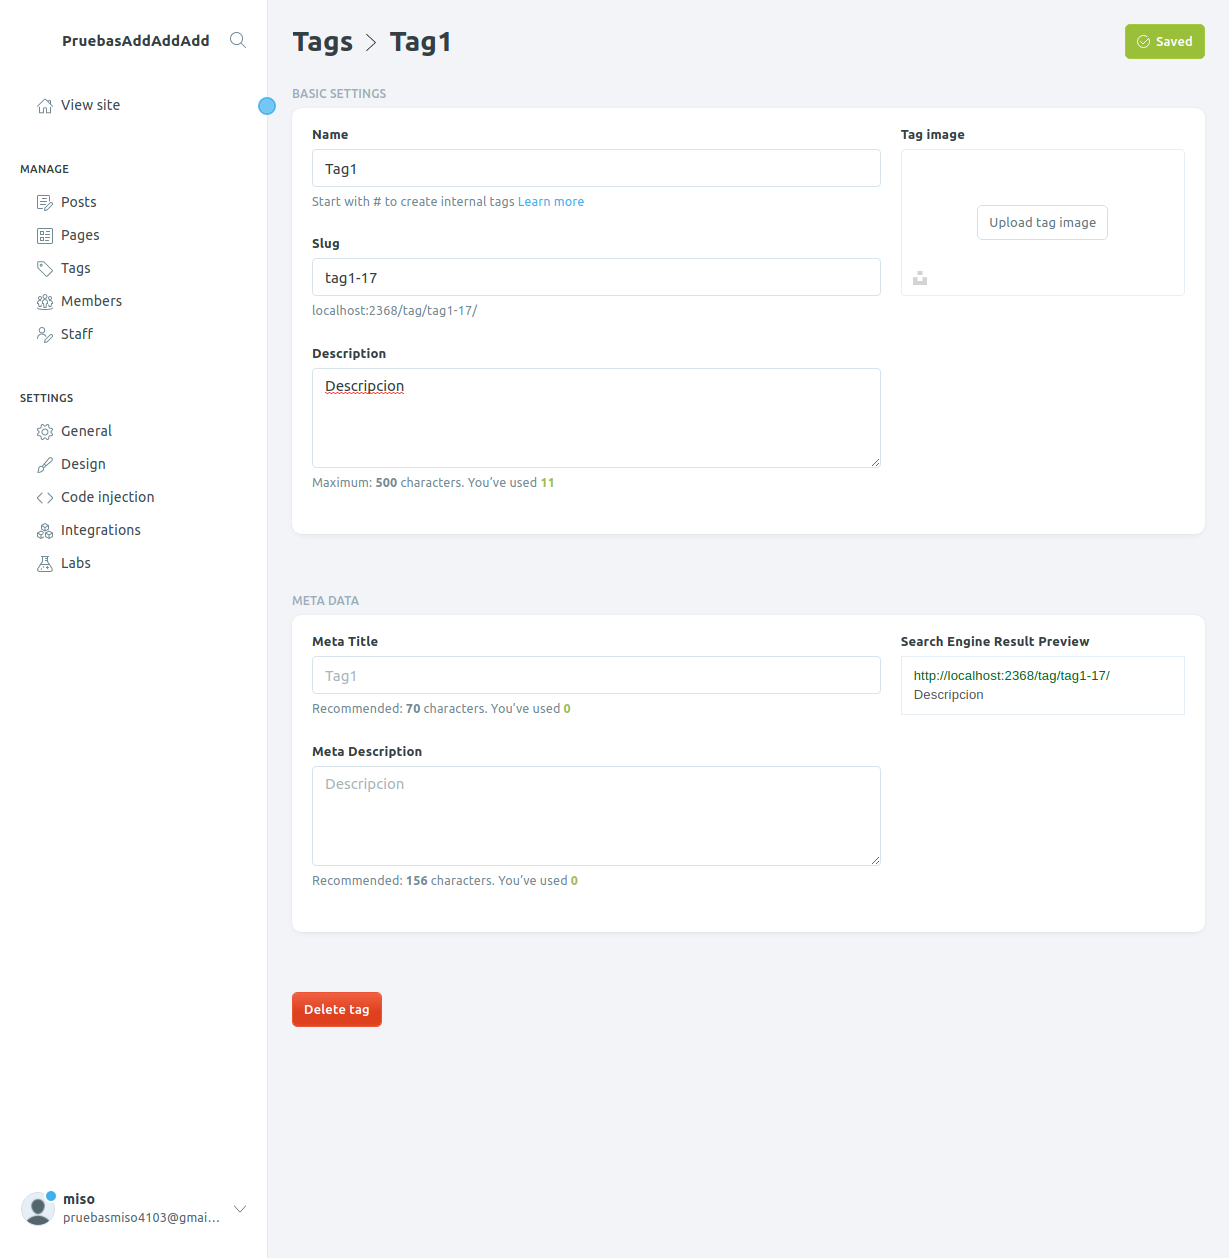 PruebasAddAddAdd
View site
MANAGE
Posts
Pages
Tags
Members
Staff
SETTINGS
General
Design
Code injection
Integrations
Labs
miso
pruebasmiso4103@gmai...
Tags > Tag1
Saved
BASIC SETTINGS
Name
Tag1
Start with # to create internal tags Learn more
Slug
tag1-17
localhost:2368/tag/tag1-17/
Description
Descripcion
Maximum: 500 characters. You’ve used 11
Tag image
Upload tag image
META DATA
Meta Title
Tag1
Recommended: 70 characters. You’ve used 0
Meta Description
Descripcion
Recommended: 156 characters. You’ve used 0
Search Engine Result Preview
http://localhost:2368/tag/tag1-17/
Descripcion
Delete tag